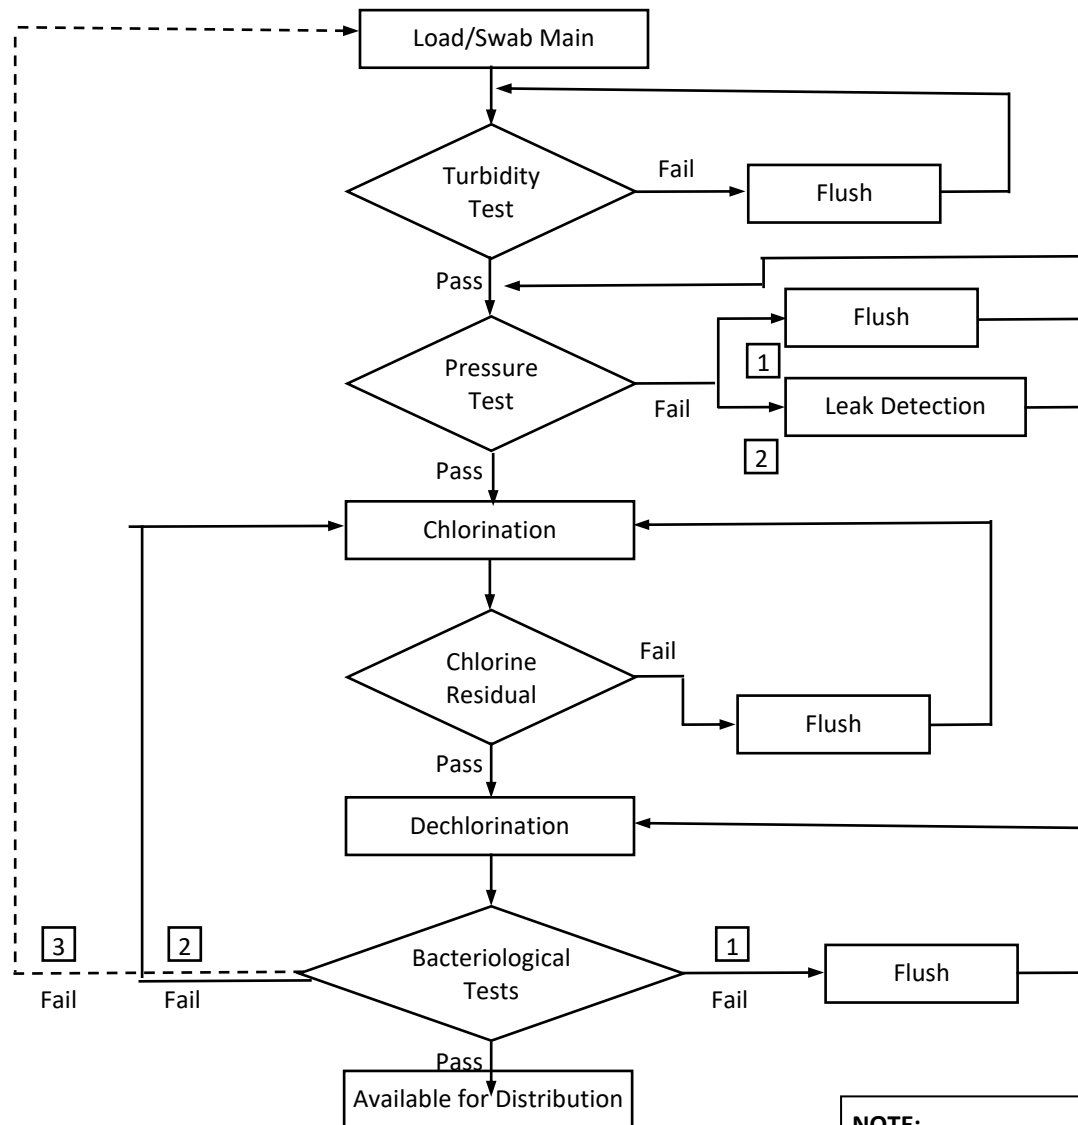 Load/Swab Main
Turbidity
Test
Fail
Flush
Pass
Flush
1
Pressure
Test
Fail
Leak Detection
2
Pass
Chlorination
Chlorine
Residual
Fail
Flush
Pass
Dechlorination
3
2
1
Bacteriological
Tests
Flush
Fail
Fail
Fail
Pass
Available for Distribution
NOTE: